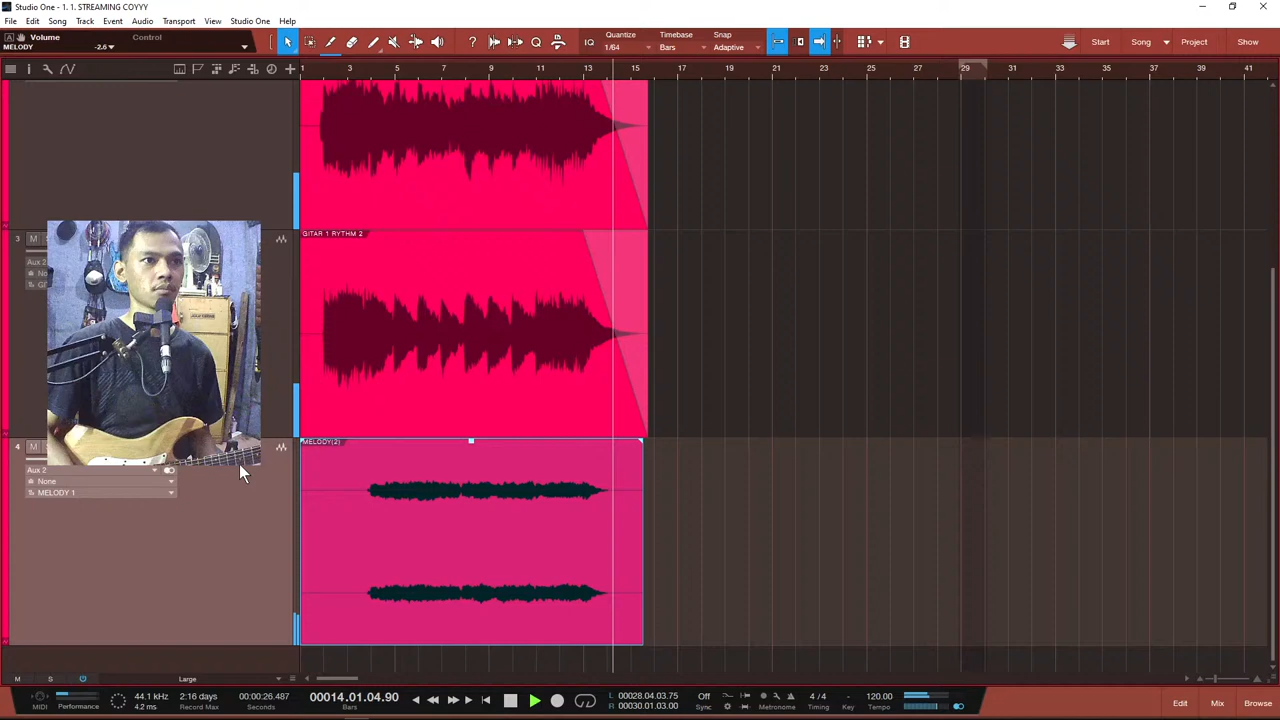 Studio One - 1. 1. STREAMING COYYY
File Edit Song Track Event Audio Transport View Studio One Help
Volume Control
MELODY -2.6
IQ
Quantize
1/64
Timebase
Bars
Snap
Adaptive
Start Song Project Show
1 3 5 7 9 11 13 15 17 19 21 23 25 27 29 31 33 35 37 39 41
3 M
GITAR 1 RYTHM 2
Aux 2
4 M
MELODY(2)
Aux 2
None
MELODY 1
M S Large
MIDI
Performance
44.1 kHz
4.2 ms
2:16 days
Record Max
00:00:26.487
Seconds
00014.01.04.90
Bars
L 00028.04.03.75
R 00030.01.03.00
Off
Sync
Metronome
Timing
4 / 4
-
Key
120.00
Tempo
Edit Mix Browse